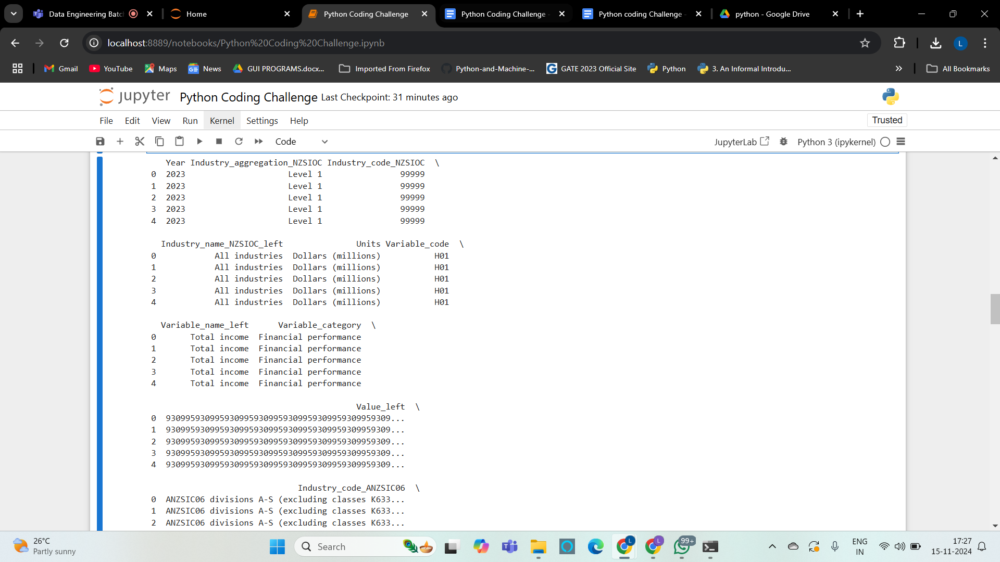 Data Engineering Batc
Home
Python Coding Challenge
Python Coding Challenge -
Python coding Challenge -
python - Google Drive
localhost:8889/notebooks/Python%20Coding%20Challenge.ipynb
L
Gmail
YouTube
Maps
News
GUI PROGRAMS.docx...
Imported From Firefox
Python-and-Machine-...
GATE 2023 Official Site
Python
3. An Informal Introdu...
All Bookmarks
jupyter Python Coding Challenge Last Checkpoint: 31 minutes ago
File Edit View Run Kernel Settings Help
Trusted
Code
JupyterLab
Python 3 (ipykernel)
Year Industry_aggregation_NZSIOC Industry_code_NZSIOC \
0 2023 Level 1 99999
1 2023 Level 1 99999
2 2023 Level 1 99999
3 2023 Level 1 99999
4 2023 Level 1 99999
Industry_name_NZSIOC_left Units Variable_code \
0 All industries Dollars (millions) H01
1 All industries Dollars (millions) H01
2 All industries Dollars (millions) H01
3 All industries Dollars (millions) H01
4 All industries Dollars (millions) H01
Variable_name_left Variable_category \
0 Total income Financial performance
1 Total income Financial performance
2 Total income Financial performance
3 Total income Financial performance
4 Total income Financial performance
Value_left \
0 9309959309959309959309959309959309959309959309...
1 9309959309959309959309959309959309959309959309...
2 9309959309959309959309959309959309959309959309...
3 9309959309959309959309959309959309959309959309...
4 9309959309959309959309959309959309959309959309...
Industry_code_ANZSIC06 \
0 ANZSIC06 divisions A-S (excluding classes K633...
1 ANZSIC06 divisions A-S (excluding classes K633...
2 ANZSIC06 divisions A-S (excluding classes K633...
26°C
Partly sunny
Search
L
L
99+
ENG
IN
17:27
15-11-2024